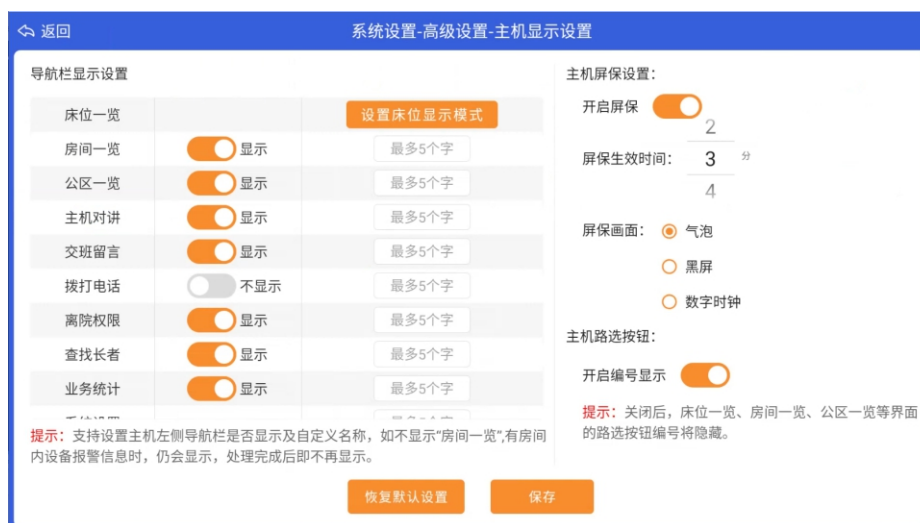 返回
系统设置-高级设置-主机显示设置
导航栏显示设置
床位一览 设置床位显示模式
房间一览 显示 最多5个字
公区一览 显示 最多5个字
主机对讲 显示 最多5个字
交班留言 显示 最多5个字
拨打电话 不显示 最多5个字
离院权限 显示 最多5个字
查找长者 显示 最多5个字
业务统计 显示 最多5个字
提示：支持设置主机左侧导航栏是否显示及自定义名称，如不显示“房间一览”,有房间
内设备报警信息时，仍会显示，处理完成后即不再显示。
主机屏保设置：
开启屏保
2
屏保生效时间： 3 分
4
屏保画面： 气泡
黑屏
数字时钟
主机路选按钮：
开启编号显示
提示：关闭后，床位一览、房间一览、公区一览等界面
的路选按钮编号将隐藏。
恢复默认设置 保存